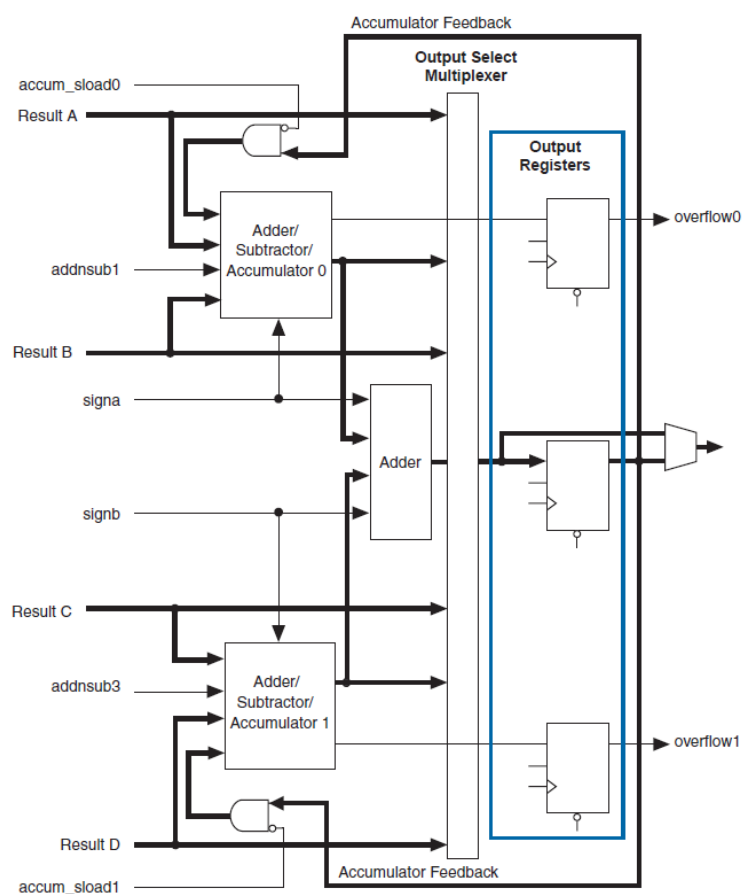 Accumulator Feedback
Output Select
Multiplexer
accum_sload0
Result A
Output
Registers
Adder/
Subtractor/
Accumulator 0
overflow0
addnsub1
Result B
signa
Adder
signb
Result C
Adder/
Subtractor/
Accumulator 1
addnsub3
overflow1
Result D
Accumulator Feedback
accum_sload1